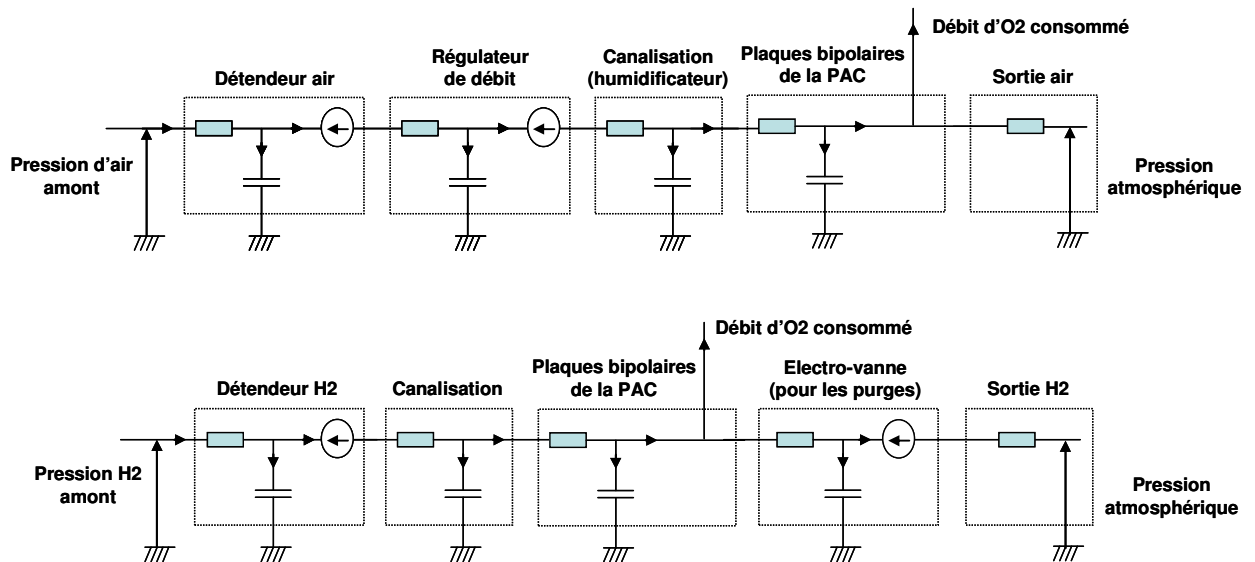 Débit d'O2 consommé
Détendeur air
Régulateur
de débit
Canalisation
(humidificateur)
Plaques bipolaires
de la PAC
Sortie air
Pression d'air
amont
Pression
atmosphérique
Débit d'O2 consommé
Détendeur H2
Canalisation
Plaques bipolaires
de la PAC
Electro-vanne
(pour les purges)
Sortie H2
Pression H2
amont
Pression
atmosphérique